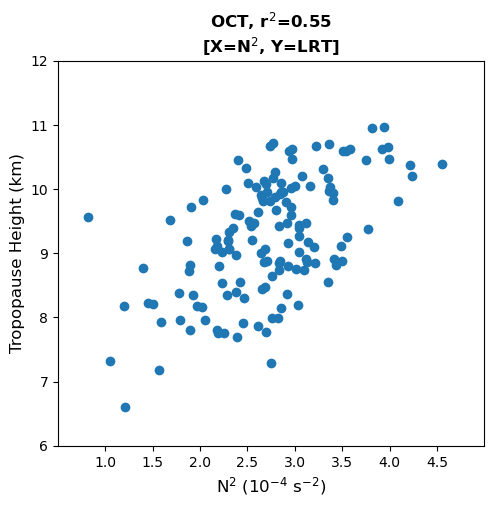 OCT, r²=0.55
[X=N², Y=LRT]
12
11
10
9
8
7
6
Tropopause Height (km)
1.0 1.5 2.0 2.5 3.0 3.5 4.0 4.5
N² (10⁻⁴ s⁻²)